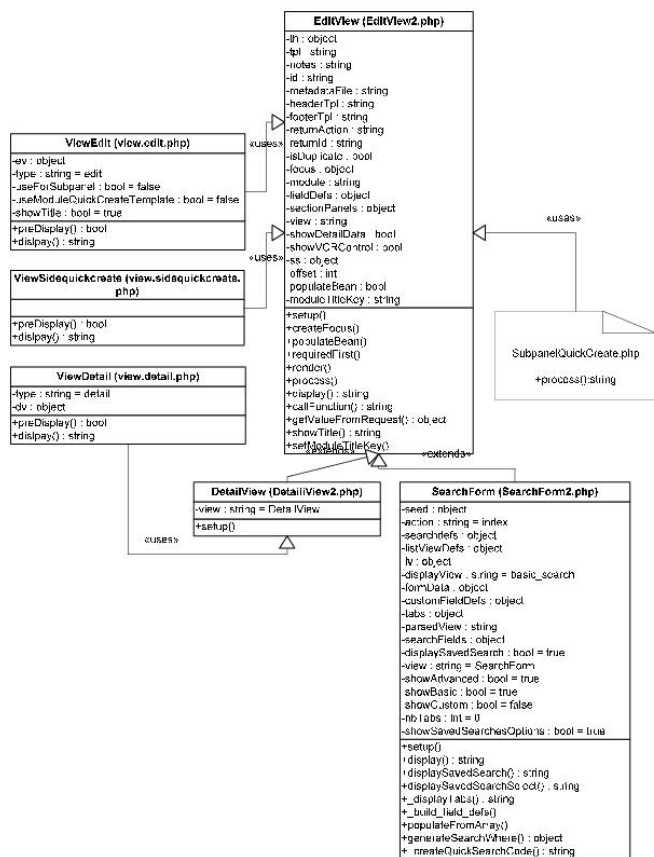 EditView (EditView2.php)
-th : object
-tpl : string
-notes : string
-id : string
-metadataFile : string
-headerTpl : string
-footerTpl : string
-returnAction : string
returnId : string
-isDuplicate : bool
-focus : object
-module : string
-fieldDefs : object
-sectionPanels : object
-view : string
-showDetailData : bool
-showVCRControl : bool
-ss : object
offset : int
populateBean : bool
-moduleTitleKey : string
+setup()
+createFocus()
+populateBean()
+requiredFirst()
+render()
+process()
+display() : string
+callFunction() : string
+getValueFromRequest() : object
+showTitle() : string
+setModuleTitleKey()
«uses»
ViewEdit (view.edit.php)
-ev : object
-type : string = edit
-useForSubpanel : bool = false
-useModuleQuickCreateTemplate : bool = false
-showTitle : bool = true
+preDisplay() : bool
+dislpay() : string
«uses»
ViewSidequickcreate (view.sidequickcreate.
php)
+preDisplay() : bool
+dislpay() : string
«uses»
SubpanelQuickCreate.php
+process():string
ViewDetail (view.detail.php)
-type : string = detail
-dv : object
+preDisplay() : bool
+dislpay() : string
«extends»
«extends»
DetailView (DetailiView2.php)
-view : string = DetailView
+setup()
«uses»
SearchForm (SearchForm2.php)
-seed : object
-action : string = index
-searchdefs : object
-listViewDefs : object
lv : object
-displayView : string = basic_search
-formData : object
-customFieldDefs : object
-tabs : object
-parsedView : string
-searchFields : object
-displaySavedSearch : bool = true
-view : string = SearchForm
-showAdvanced : bool = true
showBasic : bool = true
showCustom : bool = false
-nbTabs : int = 0
-showSavedSearchesOptions : bool = true
+setup()
+display() : string
+displaySavedSearch() : string
+displaySavedSearchSelect() : string
+_displayTabs() : string
+_build_field_defs()
+populateFromArray()
+generateSearchWhere() : object
+_createQuickSearchCode() : string